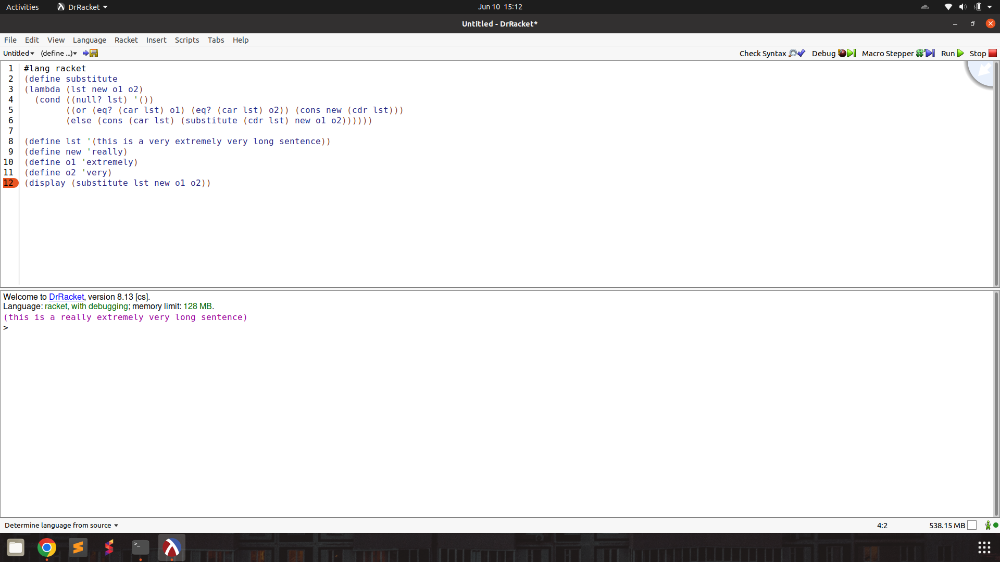 Activities DrRacket Jun 10 15:12
Untitled - DrRacket*
File Edit View Language Racket Insert Scripts Tabs Help
Untitled (define ...) Check Syntax Debug Macro Stepper Run Stop
1 #lang racket
2 (define substitute
3 (lambda (lst new o1 o2)
4 (cond ((null? lst) '())
5 ((or (eq? (car lst) o1) (eq? (car lst) o2)) (cons new (cdr lst)))
6 (else (cons (car lst) (substitute (cdr lst) new o1 o2))))))
7
8 (define lst '(this is a very extremely very long sentence))
9 (define new 'really)
10 (define o1 'extremely)
11 (define o2 'very)
12 (display (substitute lst new o1 o2))
Welcome to DrRacket, version 8.13 [cs].
Language: racket, with debugging; memory limit: 128 MB.
(this is a really extremely very long sentence)
>
Determine language from source 4:2 538.15 MB